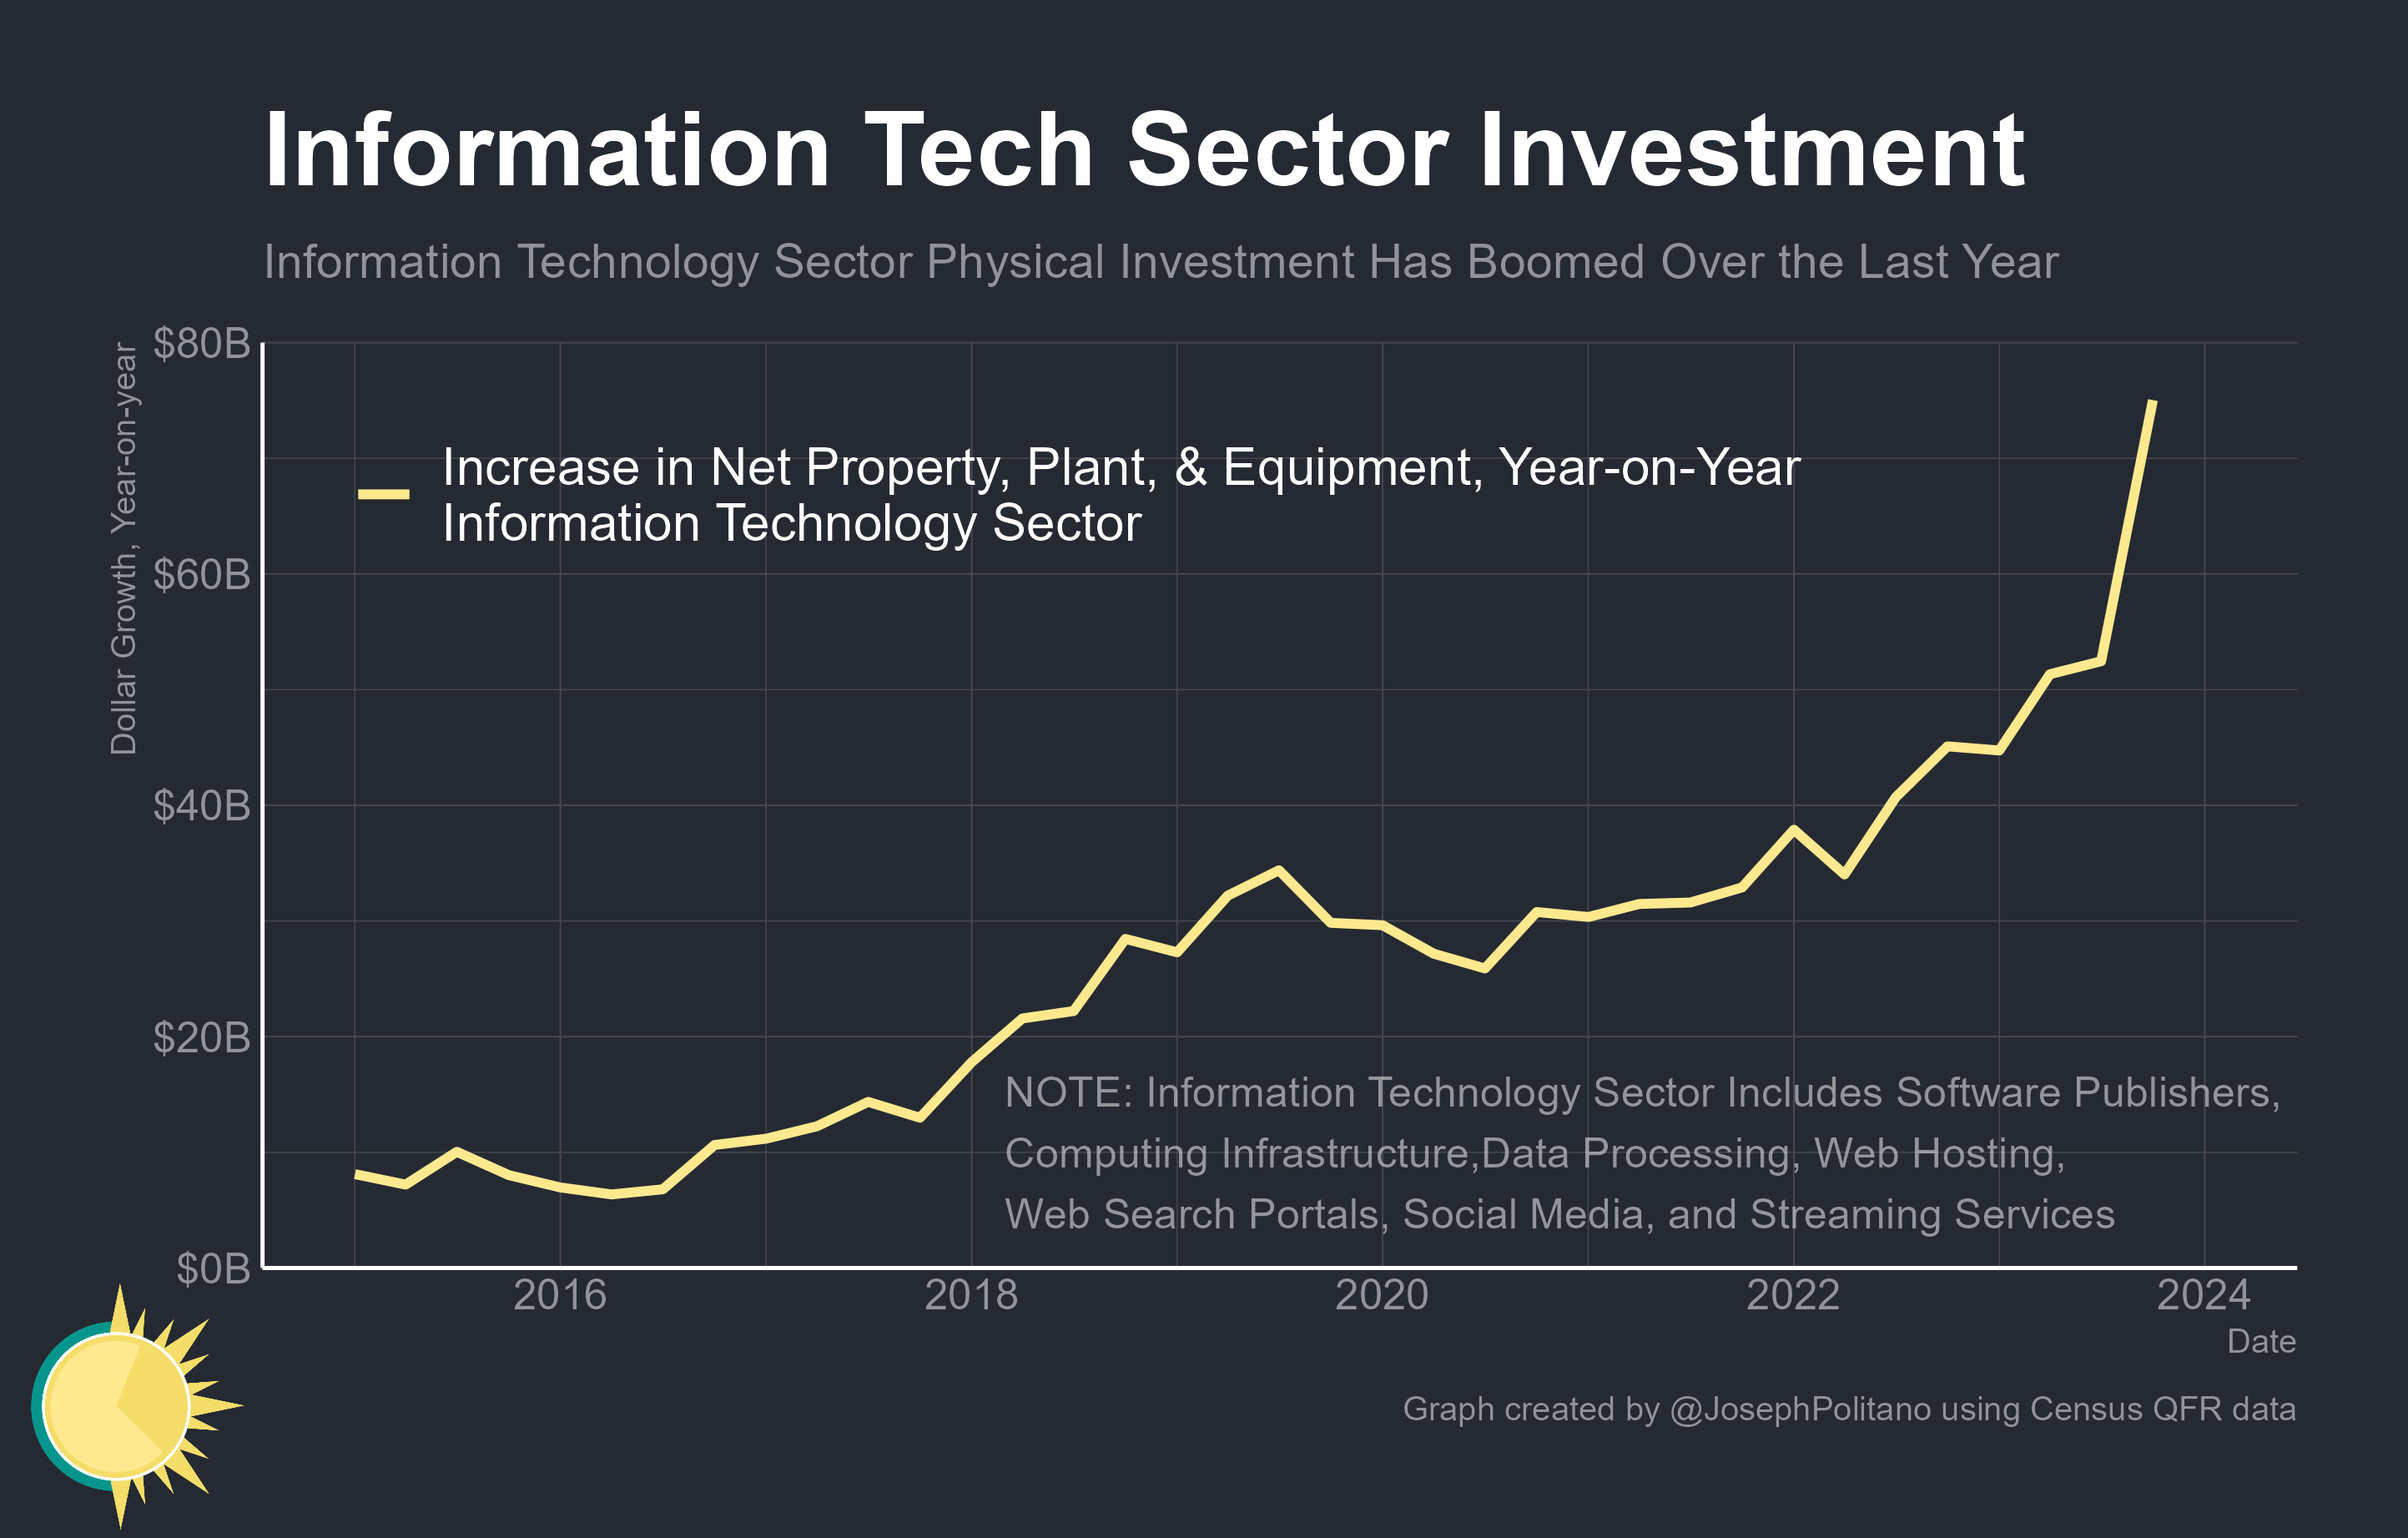 Information Tech Sector Investment
Information Technology Sector Physical Investment Has Boomed Over the Last Year
Dollar Growth, Year-on-year
$80B
$60B
$40B
$20B
$0B
Increase in Net Property, Plant, & Equipment, Year-on-Year
Information Technology Sector
NOTE: Information Technology Sector Includes Software Publishers,
Computing Infrastructure,Data Processing, Web Hosting,
Web Search Portals, Social Media, and Streaming Services
2016 2018 2020 2022 2024
Date
Graph created by @JosephPolitano using Census QFR data